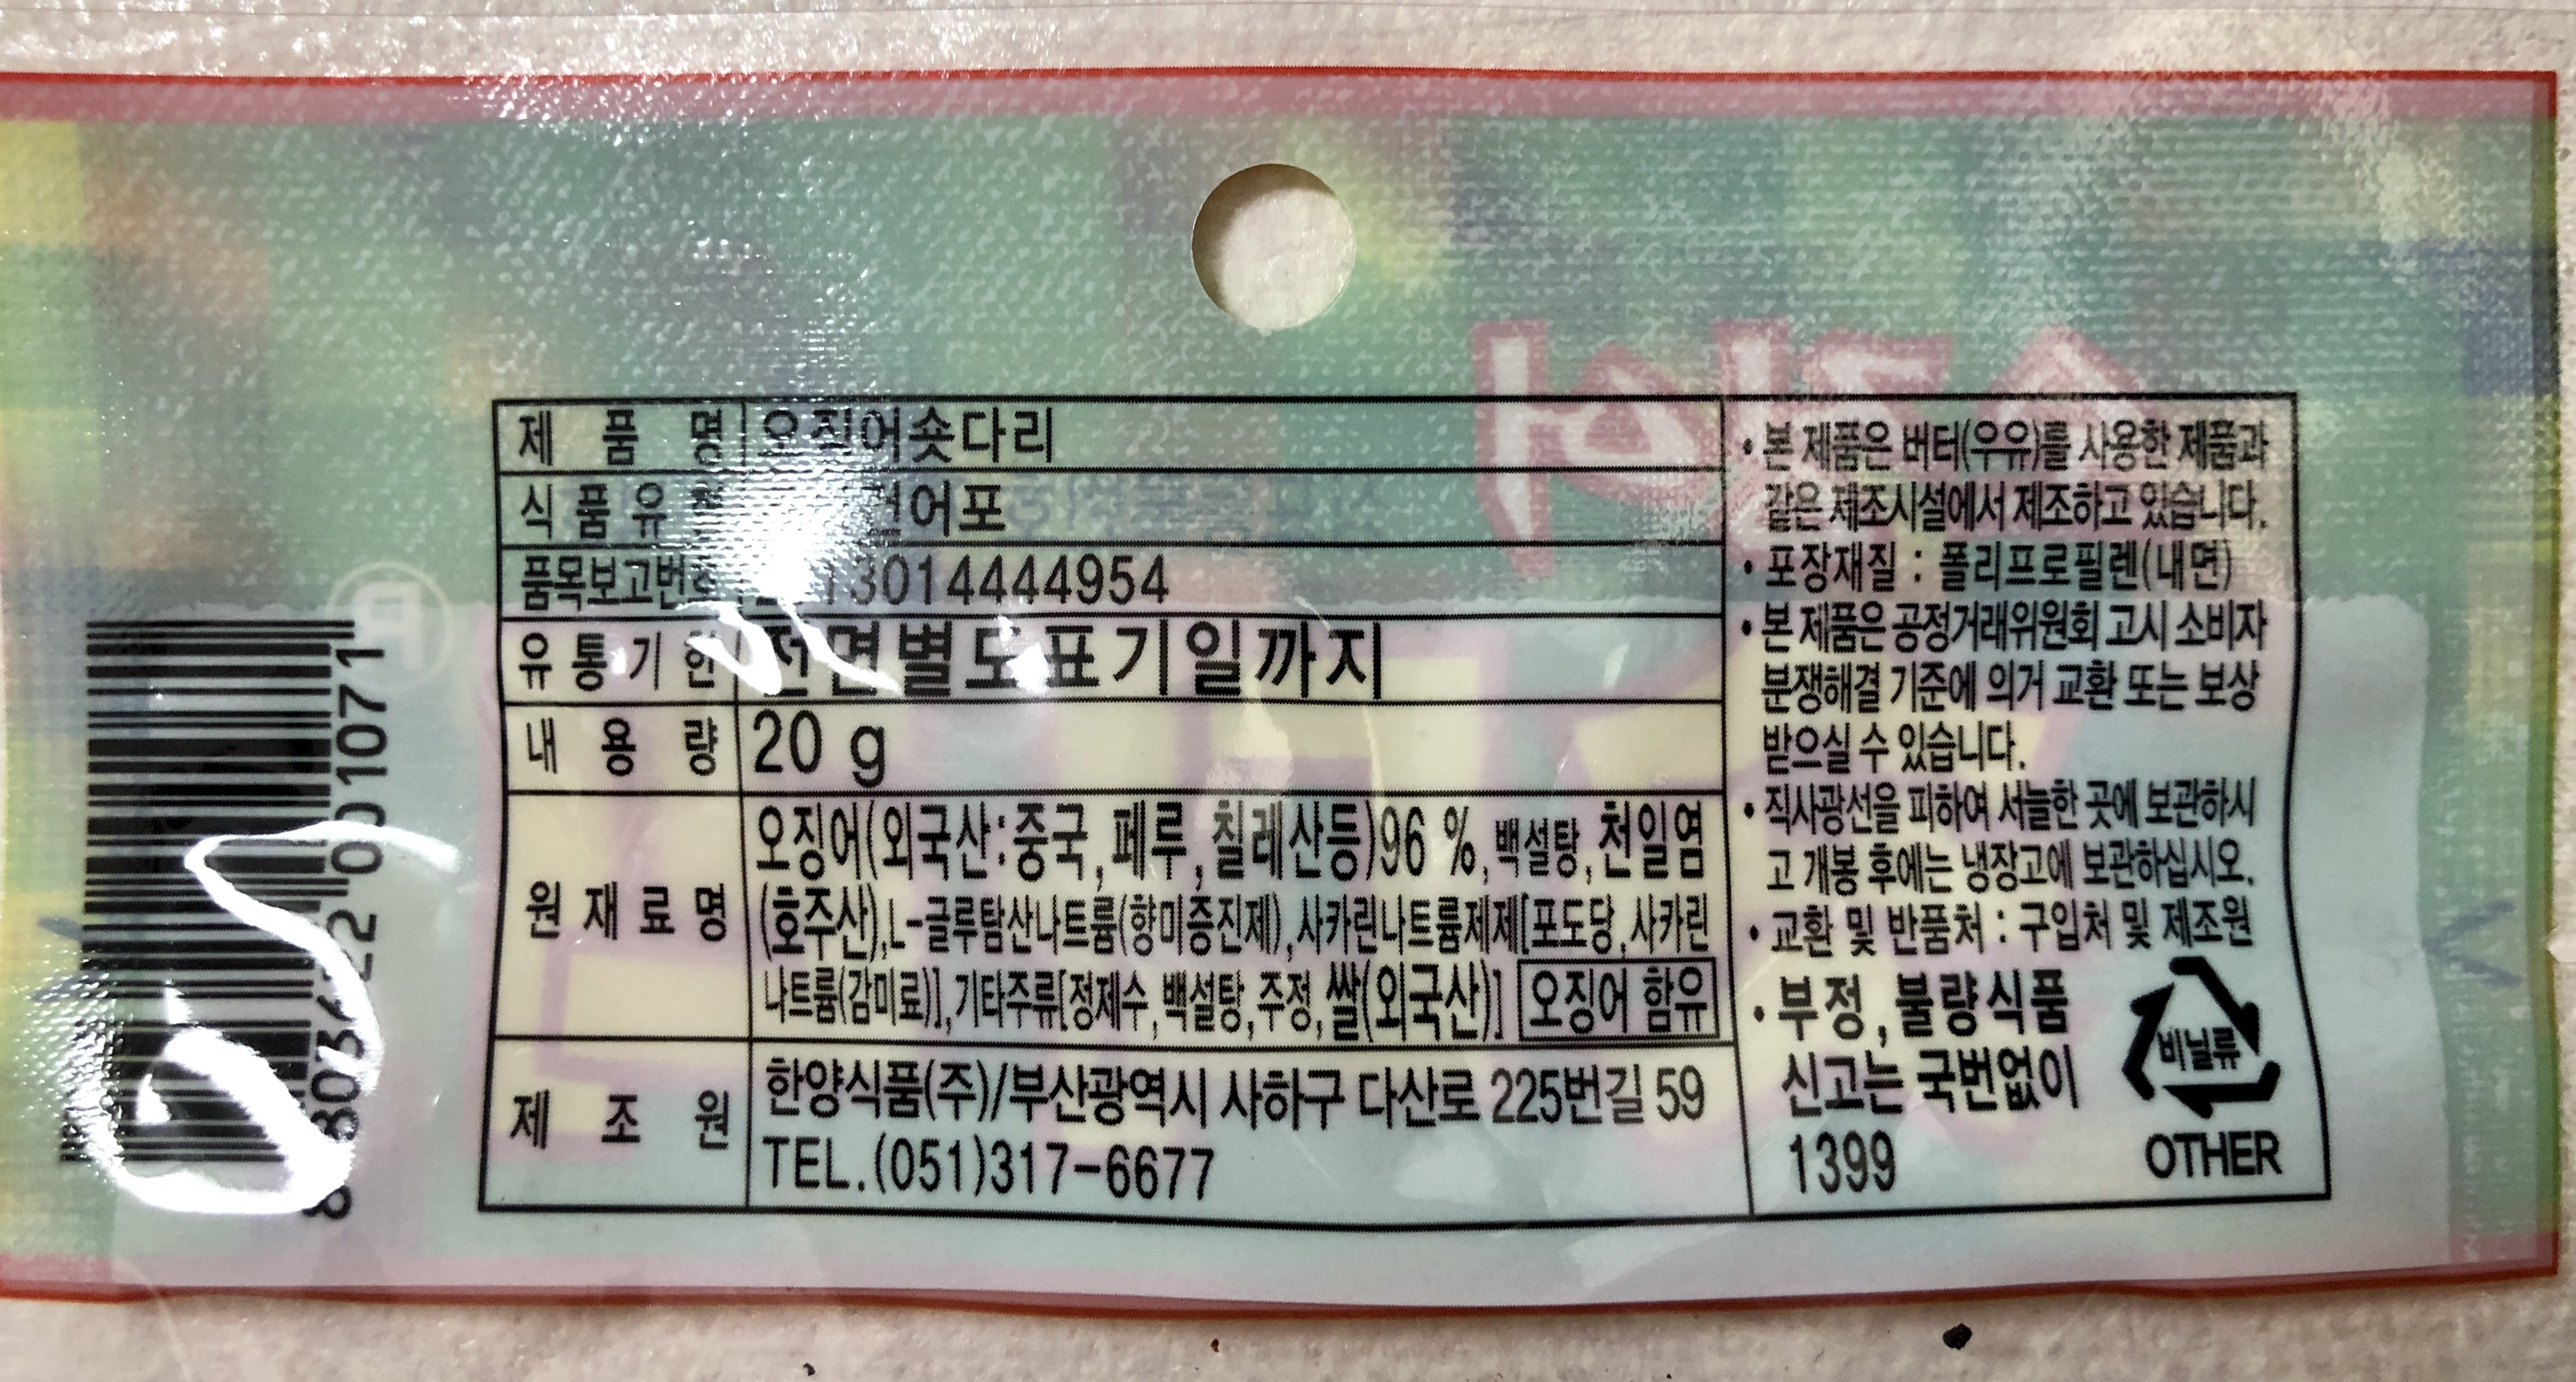 제 품 명 오징어숏다리
식 품 유 형 어포
품목보고번호 13014444954
유 통 기 한 전면별도표기일까지
내 용 량 20 g
원 재 료 명
오징어(외국산:중국,페루,칠레산등)96 %,백설탕,천일염
(호주산),L-글루탐산나트륨(향미증진제),사카린나트륨제제[포도당,사카린
나트륨(감미료)],기타주류[정제수,백설탕,주정,쌀(외국산)] 오징어 함유
제 조 원
한양식품(주)/부산광역시 사하구 다산로 225번길 59
TEL.(051)317-6677
• 본 제품은 버터(우유)를 사용한 제품과
같은 제조시설에서 제조하고 있습니다.
• 포장재질 : 폴리프로필렌(내면)
• 본 제품은 공정거래위원회 고시 소비자
분쟁해결 기준에 의거 교환 또는 보상
받으실 수 있습니다.
• 직사광선을 피하여 서늘한 곳에 보관하시
고 개봉 후에는 냉장고에 보관하십시오.
• 교환 및 반품처 : 구입처 및 제조원
• 부정,불량식품
신고는 국번없이
1399
비닐류
OTHER
001071